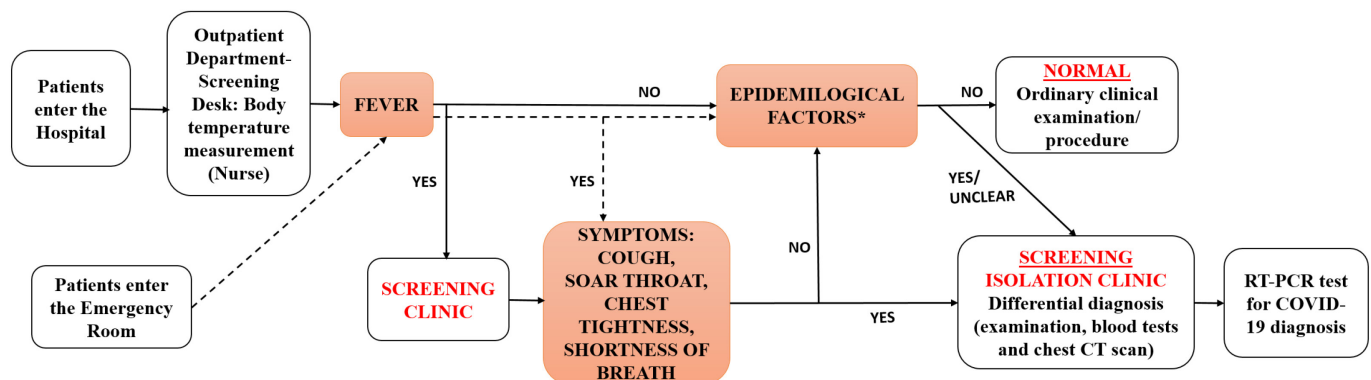 Patients
enter the
Hospital
Outpatient
Department-
Screening
Desk: Body
temperature
measurement
(Nurse)
FEVER
NO
EPIDEMILOGICAL
FACTORS*
NO
NORMAL
Ordinary clinical
examination/
procedure
YES
YES
YES/
UNCLEAR
NO
Patients enter
the Emergency
Room
SCREENING
CLINIC
SYMPTOMS:
COUGH,
SOAR THROAT,
CHEST
TIGHTNESS,
SHORTNESS OF
BREATH
YES
SCREENING
ISOLATION CLINIC
Differential diagnosis
(examination, blood tests
and chest CT scan)
RT-PCR test
for COVID-
19 diagnosis